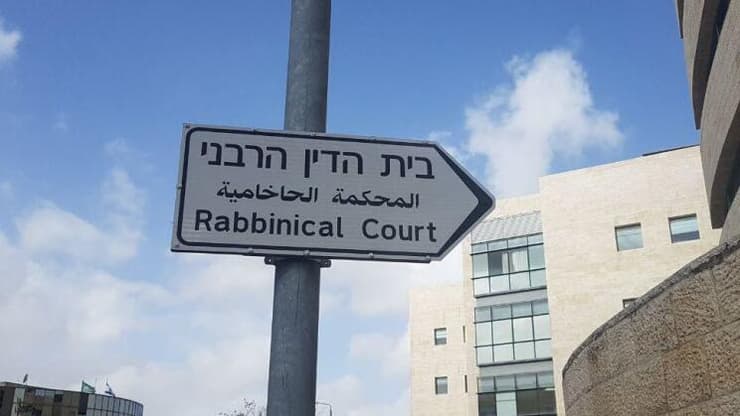 בית הדין הרבני
المحكمة الحاخامية
Rabbinical Court